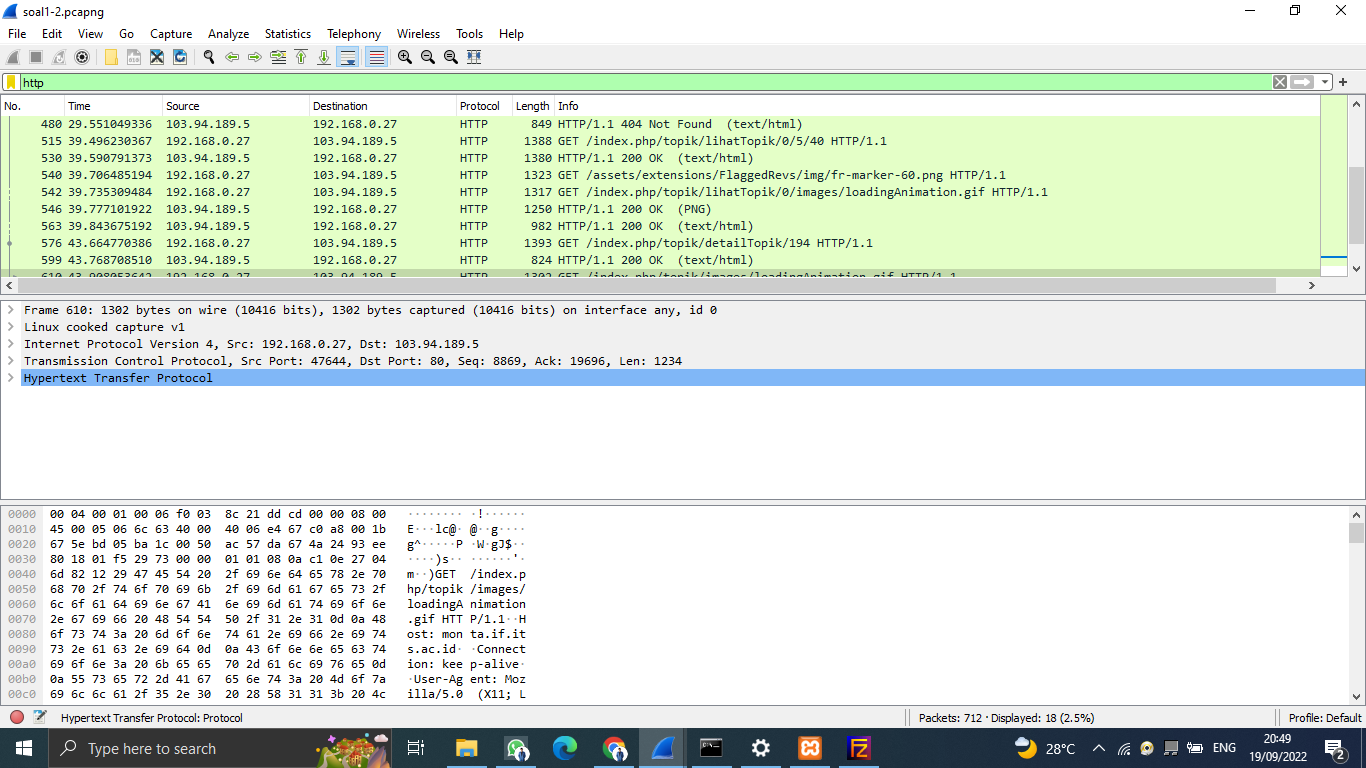 soal1-2.pcapng
File Edit View Go Capture Analyze Statistics Telephony Wireless Tools Help
http
No. Time Source Destination Protocol Length Info
480 29.551049336 103.94.189.5 192.168.0.27 HTTP 849 HTTP/1.1 404 Not Found (text/html)
515 39.496230367 192.168.0.27 103.94.189.5 HTTP 1388 GET /index.php/topik/lihatTopik/0/5/40 HTTP/1.1
530 39.590791373 103.94.189.5 192.168.0.27 HTTP 1380 HTTP/1.1 200 OK (text/html)
540 39.706485194 192.168.0.27 103.94.189.5 HTTP 1323 GET /assets/extensions/FlaggedRevs/img/fr-marker-60.png HTTP/1.1
542 39.735309484 192.168.0.27 103.94.189.5 HTTP 1317 GET /index.php/topik/lihatTopik/0/images/loadingAnimation.gif HTTP/1.1
546 39.777101922 103.94.189.5 192.168.0.27 HTTP 1250 HTTP/1.1 200 OK (PNG)
563 39.843675192 103.94.189.5 192.168.0.27 HTTP 982 HTTP/1.1 200 OK (text/html)
576 43.664770386 192.168.0.27 103.94.189.5 HTTP 1393 GET /index.php/topik/detailTopik/194 HTTP/1.1
599 43.768708510 103.94.189.5 192.168.0.27 HTTP 824 HTTP/1.1 200 OK (text/html)
610 43.908053642 192.168.0.27 103.94.189.5 HTTP 1302 GET /index.php/topik/images/loadingAnimation.gif HTTP/1.1
Frame 610: 1302 bytes on wire (10416 bits), 1302 bytes captured (10416 bits) on interface any, id 0
Linux cooked capture v1
Internet Protocol Version 4, Src: 192.168.0.27, Dst: 103.94.189.5
Transmission Control Protocol, Src Port: 47644, Dst Port: 80, Seq: 8869, Ack: 19696, Len: 1234
Hypertext Transfer Protocol
0000 00 04 00 01 00 06 f0 03 8c 21 dd cd 00 00 08 00 ········ ·!······
0010 45 00 05 06 6c 63 40 00 40 06 e4 67 c0 a8 00 1b E···lc@· @··g····
0020 67 5e bd 05 ba 1c 00 50 ac 57 da 67 4a 24 93 ee g^·····P ·W·gJ$··
0030 80 18 01 f5 29 73 00 00 01 01 08 0a c1 0e 27 04 ····)s·· ······'·
0040 6d 82 12 29 47 45 54 20 2f 69 6e 64 65 78 2e 70 m··)GET /index.p
0050 68 70 2f 74 6f 70 69 6b 2f 69 6d 61 67 65 73 2f hp/topik /images/
0060 6c 6f 61 64 69 6e 67 41 6e 69 6d 61 74 69 6f 6e loadingA nimation
0070 2e 67 69 66 20 48 54 54 50 2f 31 2e 31 0d 0a 48 .gif HTT P/1.1··H
0080 6f 73 74 3a 20 6d 6f 6e 74 61 2e 69 66 2e 69 74 ost: mon ta.if.it
0090 73 2e 61 63 2e 69 64 0d 0a 43 6f 6e 6e 65 63 74 s.ac.id· ·Connect
00a0 69 6f 6e 3a 20 6b 65 65 70 2d 61 6c 69 76 65 0d ion: kee p-alive·
00b0 0a 55 73 65 72 2d 41 67 65 6e 74 3a 20 4d 6f 7a ·User-Ag ent: Moz
00c0 69 6c 6c 61 2f 35 2e 30 20 28 58 31 31 3b 20 4c illa/5.0 (X11; L
Hypertext Transfer Protocol: Protocol Packets: 712 · Displayed: 18 (2.5%) Profile: Default
Type here to search 28°C ENG 20:49 19/09/2022 2